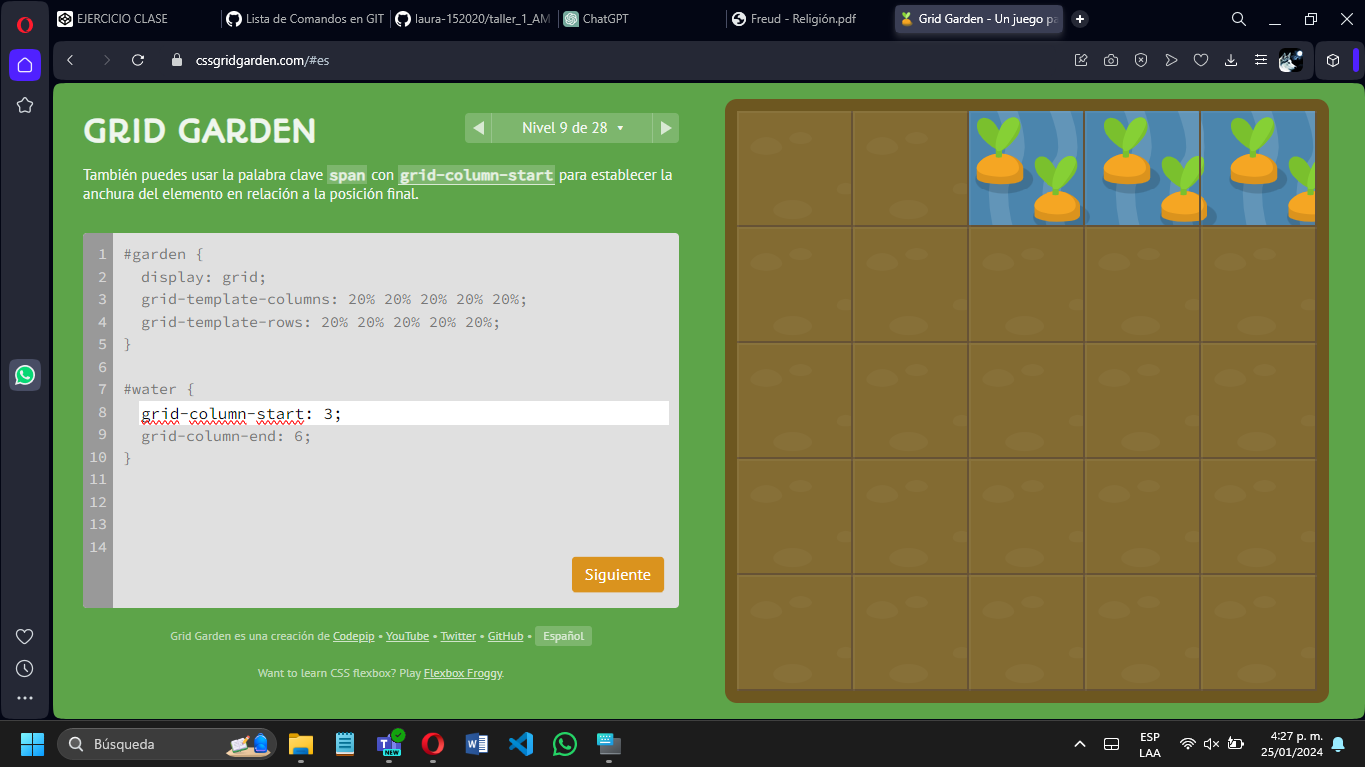 EJERCICIO CLASE
Lista de Comandos en GIT
laura-152020/taller_1_AM
ChatGPT
Freud - Religión.pdf
Grid Garden - Un juego pa
cssgridgarden.com/#es
GRID GARDEN
Nivel 9 de 28
También puedes usar la palabra clave span con grid-column-start para establecer la
anchura del elemento en relación a la posición final.
1 #garden {
2 display: grid;
3 grid-template-columns: 20% 20% 20% 20% 20%;
4 grid-template-rows: 20% 20% 20% 20% 20%;
5 }
6
7 #water {
8 grid-column-start: 3;
9 grid-column-end: 6;
10 }
11
12
13
14
Siguiente
Grid Garden es una creación de Codepip • YouTube • Twitter • GitHub • Español
Want to learn CSS flexbox? Play Flexbox Froggy.
Búsqueda
NEW
ESP
LAA
4:27 p. m.
25/01/2024